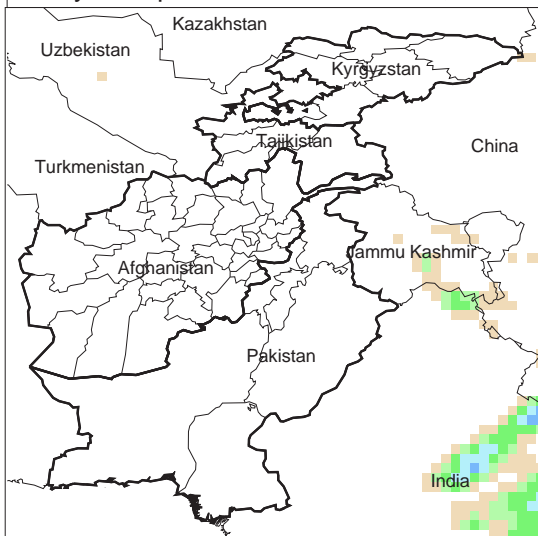 Kazakhstan
Uzbekistan
Kyrgyzstan
Tajikistan
China
Turkmenistan
Jammu Kashmir
Afghanistan
Pakistan
India